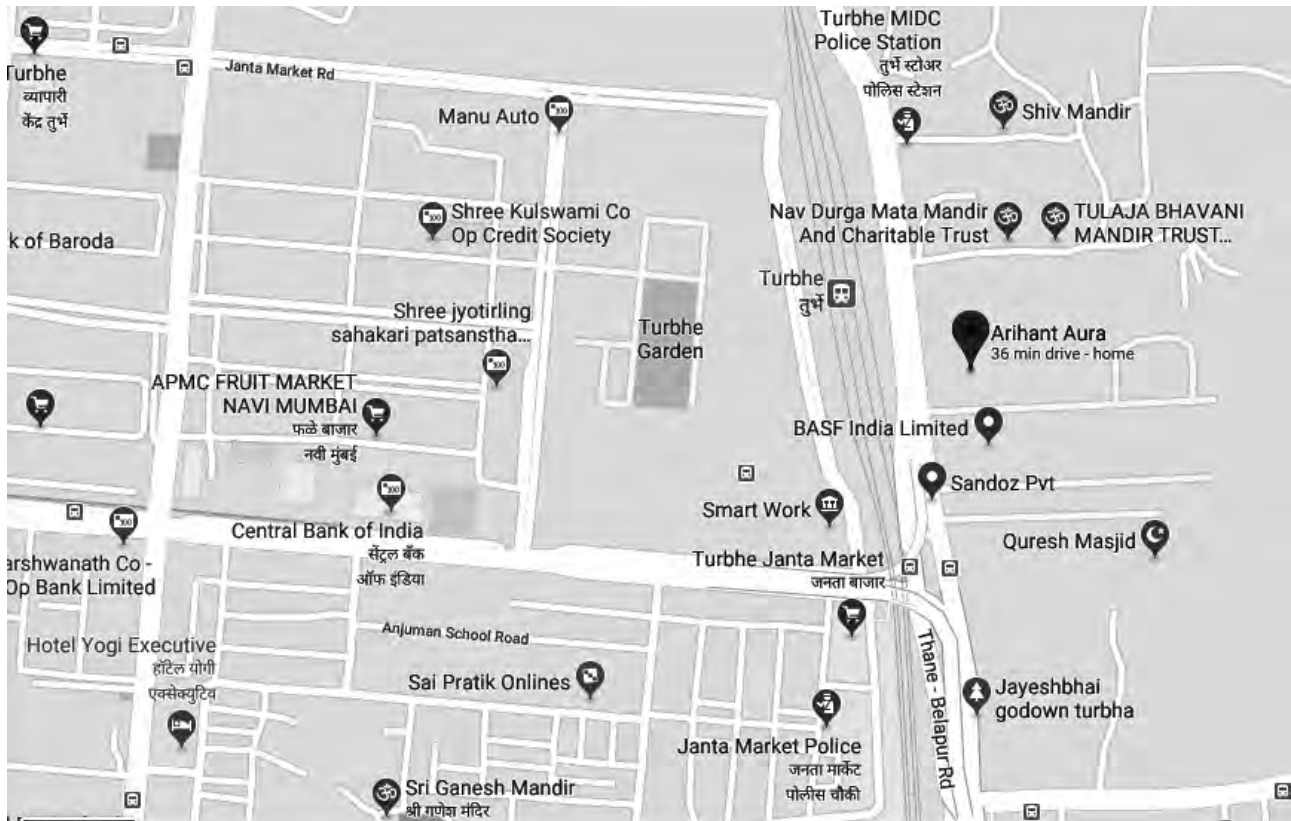 Turbhe MIDC
Police Station
तुर्भे स्टोअर
पोलिस स्टेशन
Janta Market Rd
Turbhe
व्यापारी
केंद्र तुर्भे
Manu Auto
Shiv Mandir
Shree Kulswami Co
Op Credit Society
Nav Durga Mata Mandir
And Charitable Trust
TULAJA BHAVANI
MANDIR TRUST...
k of Baroda
Turbhe
तुर्भे
Shree jyotirling
sahakari patsanstha...
Turbhe
Garden
Arihant Aura
36 min drive - home
APMC FRUIT MARKET
NAVI MUMBAI
फळे बाजार
नवी मुंबई
BASF India Limited
Sandoz Pvt
Smart Work
Central Bank of India
सेंट्रल बँक
ऑफ इंडिया
Quresh Masjid
Turbhe Janta Market
जनता बाजार
arshwanath Co -
Op Bank Limited
Anjuman School Road
Hotel Yogi Executive
हॉटेल योगी
एक्सेक्युटिव
Sai Pratik Onlines
Thane - Belapur Rd
Jayeshbhai
godown turbha
Janta Market Police
जनता मार्केट
पोलीस चौकी
Sri Ganesh Mandir
श्री गणेश मंदिर